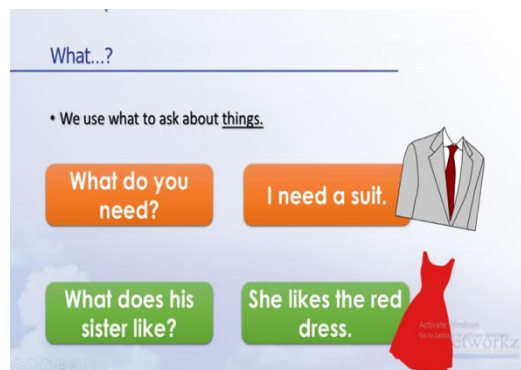 What...?
• We use what to ask about things.
What do you
need?
I need a suit.
What does his
sister like?
She likes the red
dress.
Activate Windows